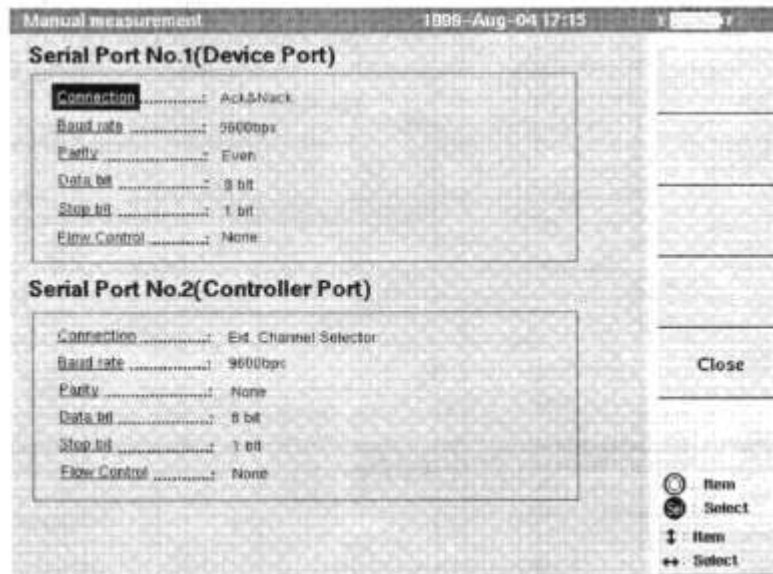 Manual measurement 1999-Aug-04 17:15
Serial Port No.1(Device Port)
Connection ............: Ack&Nack
Baud rate ............: 9600bps
Parity ............: Even
Data bit ............: 8 bit
Stop bit ............: 1 bit
Flow Control ............: None
Serial Port No.2(Controller Port)
Connection ............: Ext. Channel Selector
Baud rate ............: 9600bps
Parity ............: None
Data bit ............: 8 bit
Stop bit ............: 1 bit
Flow Control ............: None
Close
: Item
Sel : Select
↕ : Item
↔ : Select